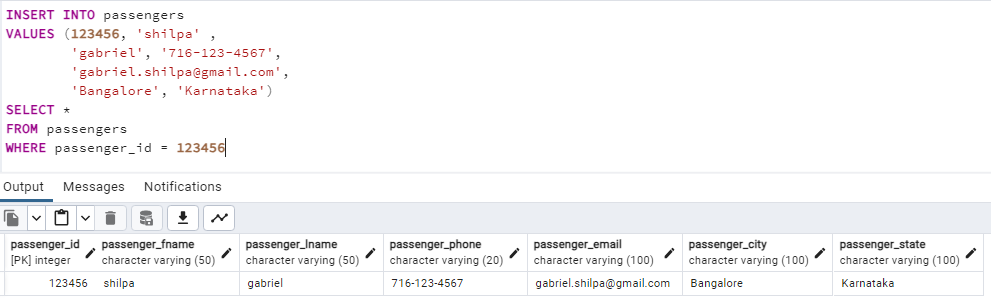 INSERT INTO passengers
VALUES (123456, 'shilpa' ,
'gabriel', '716-123-4567',
'gabriel.shilpa@gmail.com',
'Bangalore', 'Karnataka')
SELECT *
FROM passengers
WHERE passenger_id = 123456
Output Messages Notifications
passenger_id passenger_fname passenger_lname passenger_phone passenger_email passenger_city passenger_state
[PK] integer character varying (50) character varying (50) character varying (20) character varying (100) character varying (100) character varying (100)
123456 shilpa gabriel 716-123-4567 gabriel.shilpa@gmail.com Bangalore Karnataka